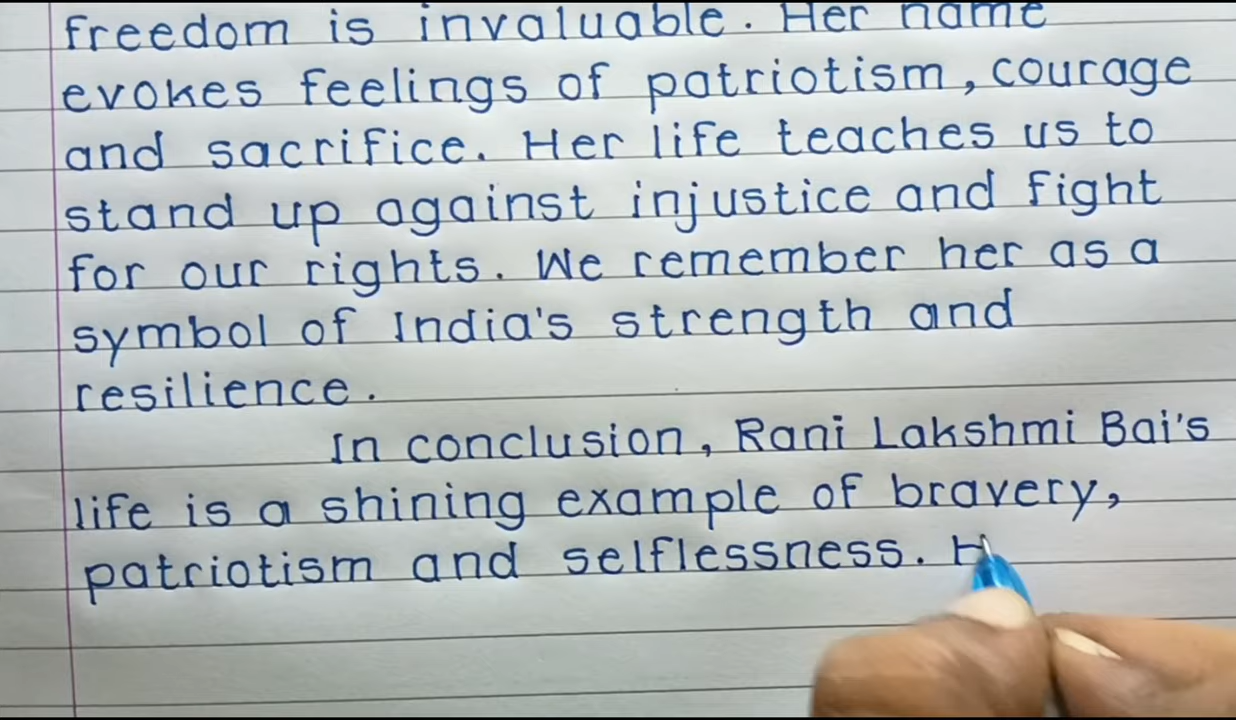 freedom is invaluable. Her name
evokes feelings of patriotism, courage
and sacrifice. Her life teaches us to
stand up against injustice and fight
for our rights. We remember her as a
symbol of India's strength and
resilience.
In conclusion, Rani Lakshmi Bai's
life is a shining example of bravery,
patriotism and selflessness. H